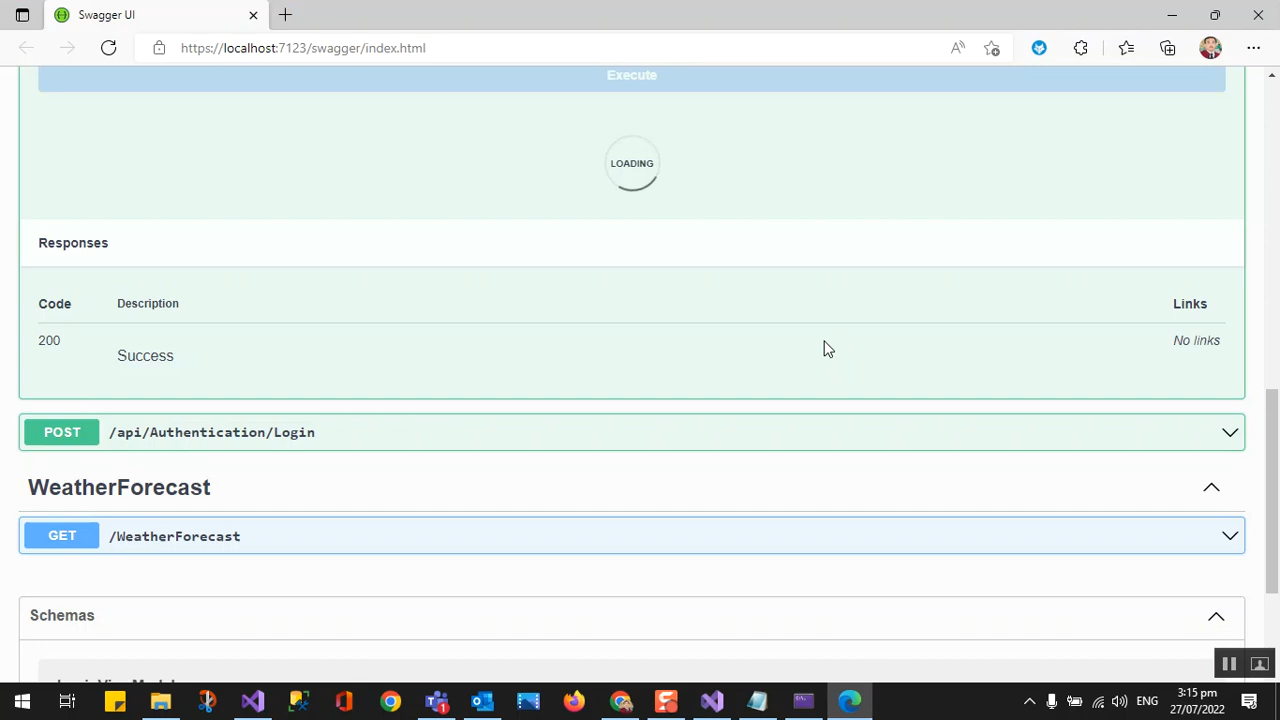 Swagger UI
https://localhost:7123/swagger/index.html
Execute
LOADING
Responses
Code Description Links
200 Success No links
POST /api/Authentication/Login
WeatherForecast
GET /WeatherForecast
Schemas
ENG
3:15 pm
27/07/2022